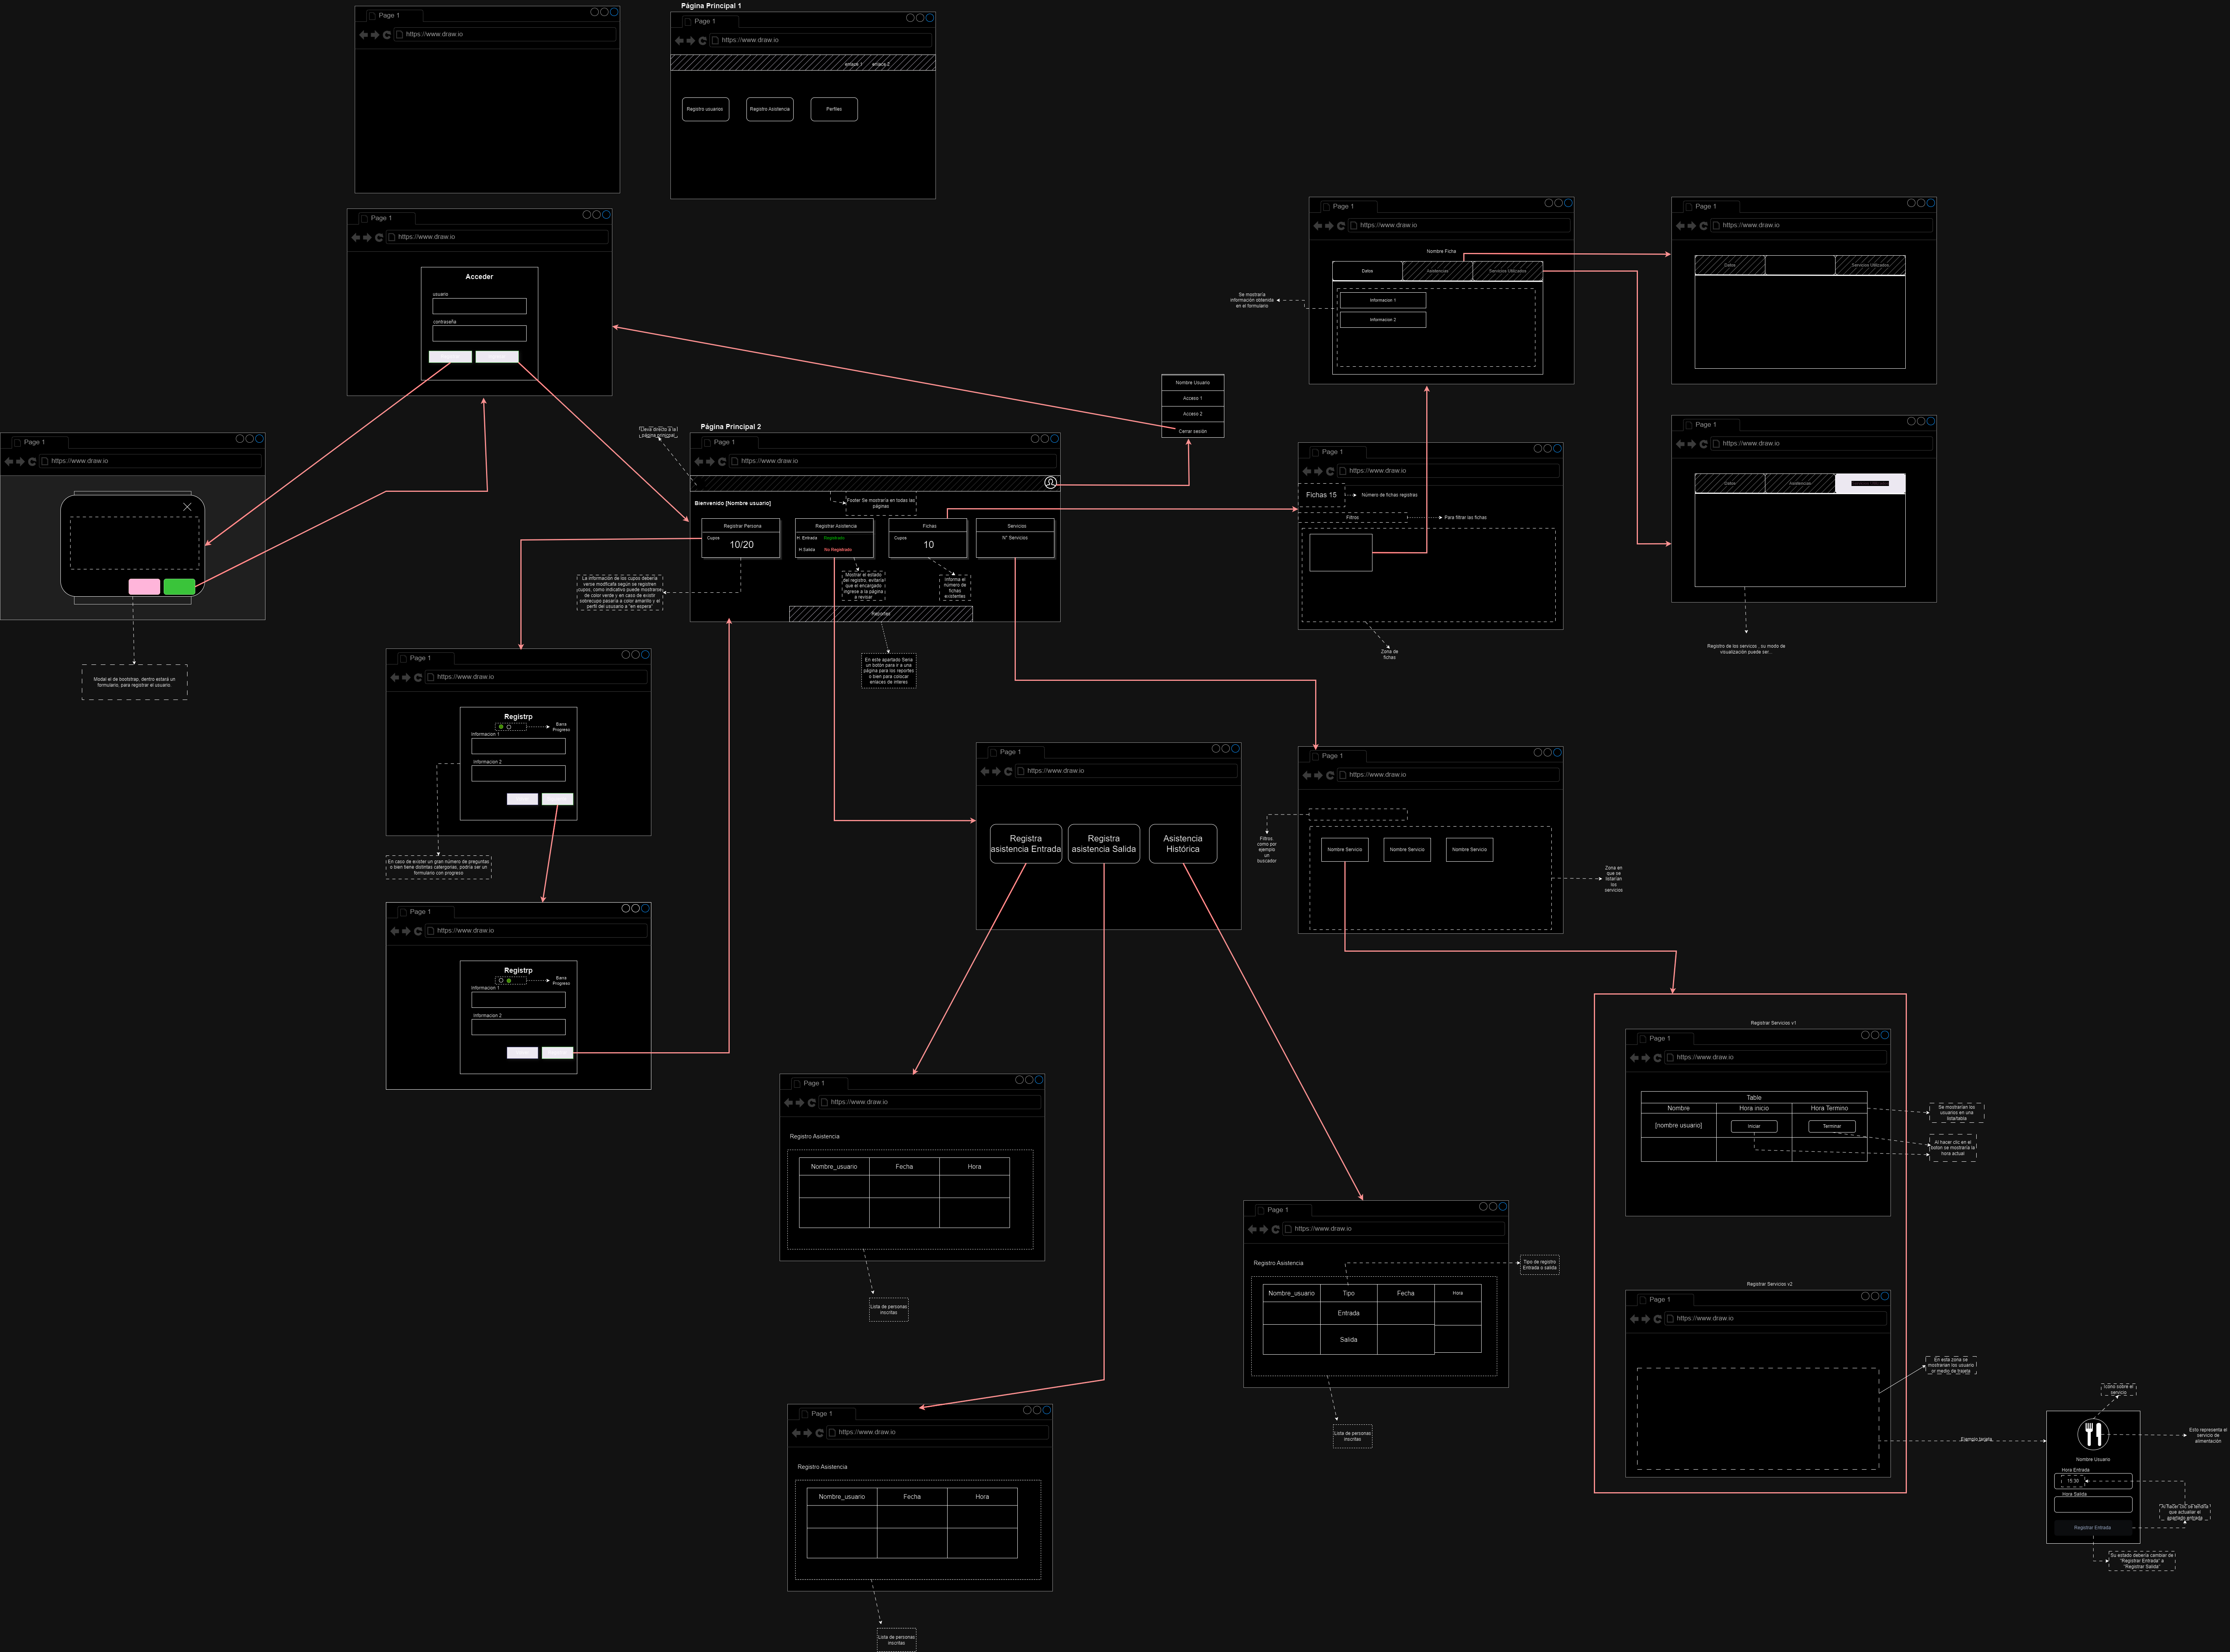 Page 1
https://www.draw.io
Página Principal 1
Page 1
https://www.draw.io
enlace 1
enlace 2
Registro usuarios
Registro Asistencia
Perfiles
Page 1
https://www.draw.io
Acceder
usuario
contraseña
Page 1
https://www.draw.io
Modal el de bootstrap, dentro estará un
formulario, para registrar el usuario.
Nombre Usuario
Acceso 1
Acceso 2
Cerrar sesión
Página Principal 2
Page 1
https://www.draw.io
Lleva directo a la
página principal
Bienvenido [Nombre usuario]
Footer Se mostraría en todas las
páginas
Registrar Persona
Cupos
10/20
Registrar Asistencia
H. Entrada
Registrado
H Salida
No Registrado
Fichas
Cupos
10
Servicios
N° Servicios
La información de los cupos debería
verse modficafa según se registren
cupos, como indicativo puede mostrarse
de color verde y en caso de existir
sobrecupo pasaría a color amarillo y el
perfil del ususario a "en espera"
Mostrar el estado
del registro, evitaría
que el encargado
ingrese a la página
a revisar
Informa el
número de
fichas
existentes
Reportes
En este apartado Seria
un botón para ir a una
página para los reportes
o bien para colocar
enlaces de interes
Page 1
https://www.draw.io
Nombre Ficha
Datos
Asistencias
Servicios Utilizados
Informacion 1
Informacion 2
Se mostraría
información obtenida
en el formulario
Page 1
https://www.draw.io
Datos
Servicios Utilizados
Page 1
https://www.draw.io
Datos
Asistencias
Registro de los servicos , su modo de
visualización puede ser...
Page 1
https://www.draw.io
Fichas 15
Número de fichas registras
Filtros
Para filtrar las fichas
Zona de
fichas
Page 1
https://www.draw.io
Registrp
Barra
Progreso
Informacion 1
Informacion 2
En caso de exister un gran número de preguntas
o bien tiene distintas catergorias, podría ser un
formulario con progreso
Page 1
https://www.draw.io
Registrp
Barra
Progreso
Informacion 1
Informacion 2
Page 1
https://www.draw.io
Registra
asistencia Entrada
Registra
asistencia Salida
Asistencia
Histórica
Page 1
https://www.draw.io
Filtros
como por
ejemplo
un
buscador
Nombre Servicio
Nombre Servicio
Nombre Servicio
Zona en
que se
listarían
los
servicios
Page 1
https://www.draw.io
Registro Asistencia
Nombre_usuario
Fecha
Hora
Lista de personas
inscritas
Page 1
https://www.draw.io
Registro Asistencia
Nombre_usuario
Tipo
Fecha
Hora
Entrada
Salida
Tipo de registro
Entrada o salida
Lista de personas
inscritas
Page 1
https://www.draw.io
Registro Asistencia
Nombre_usuario
Fecha
Hora
Lista de personas
inscritas
Registrar Servicios v1
Page 1
https://www.draw.io
Table
Nombre
Hora inicio
Hora Termino
[nombre usuario]
Iniciar
Terminar
Se mostrarían los
usuarios en una
lista/tabla
Al hacer clic en el
boton se mostraría la
hora actual
Registrar Servicios v2
Page 1
https://www.draw.io
En esta zona se
mostrarían los usuario
or medio de trajeta
Ejemplo tarjeta
Icono sobre el
servicio
Esto representa el
servicio de
alimentación
Nombre Usuario
Hora Entrada
15:30
Hora Salida
Registrar Entrada
Al hacer clic se tendría
que actualier el
apartado entrada
Su estado debería cambiar de
"Registrar Entrada" a
"Registrar Salida"